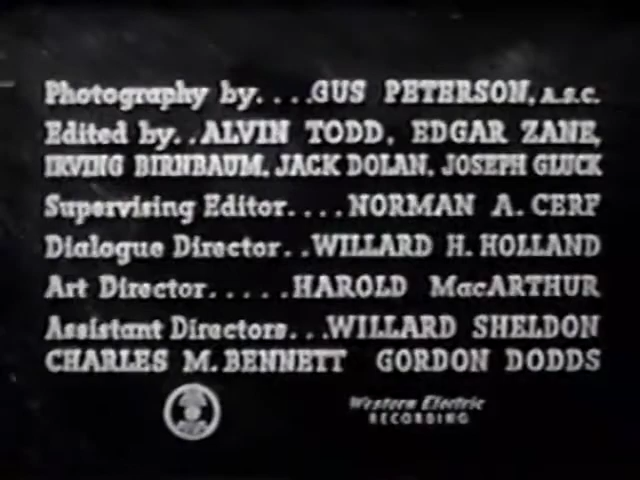 Photography by....GUS PETERSON, A.S.C.
Edited by..ALVIN TODD, EDGAR ZANE,
IRVING BIRNBAUM, JACK DOLAN, JOSEPH GLUCK
Supervising Editor....NORMAN A. CERF
Dialogue Director..WILLARD H. HOLLAND
Art Director.....HAROLD MacARTHUR
Assistant Directors...WILLARD SHELDON
CHARLES M. BENNETT GORDON DODDS
Western Electric
RECORDING